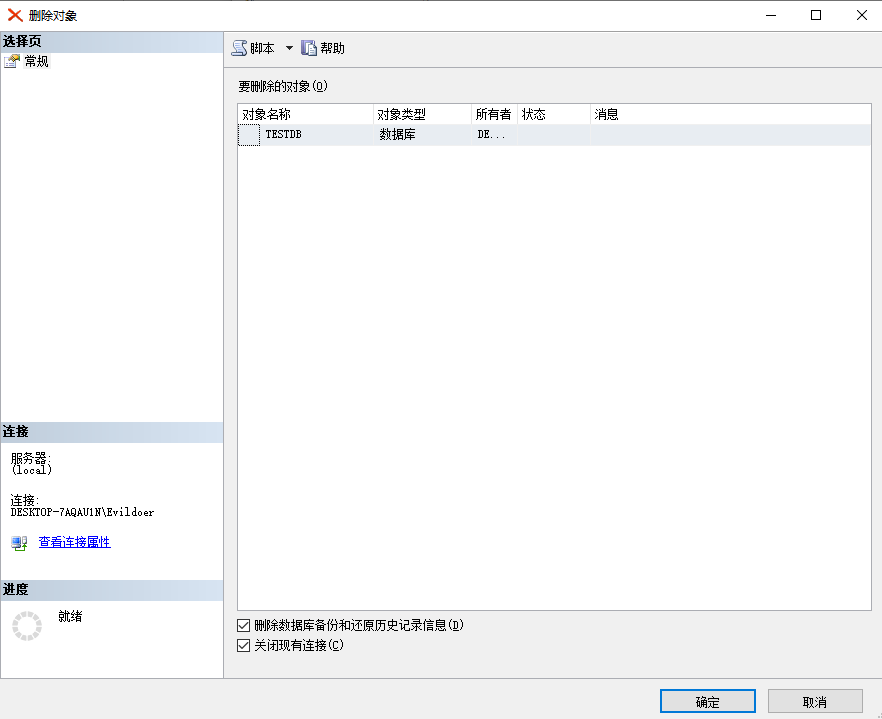 删除对象
选择页
常规
脚本 帮助
要删除的对象(O)
对象名称 对象类型 所有者 状态 消息
TESTDB 数据库 DE...
连接
服务器:
(local)
连接:
DESKTOP-7AQAU1N\Evildoer
查看连接属性
进度
就绪
删除数据库备份和还原历史记录信息(D)
关闭现有连接(C)
确定 取消